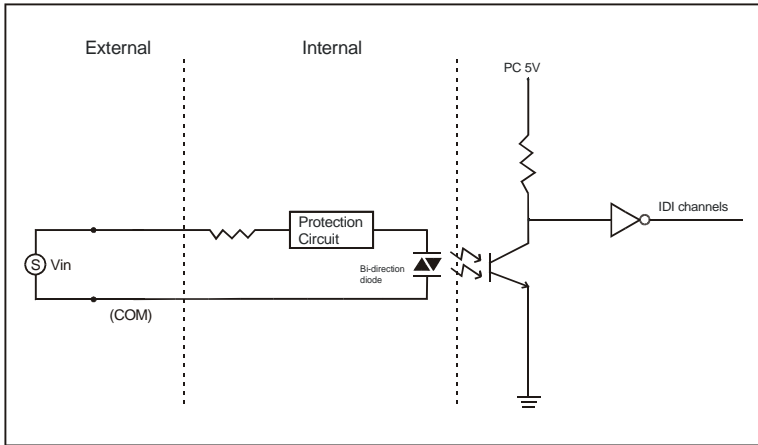 External
Internal
PC 5V
Protection
Circuit
IDI channels
S
Vin
Bi-direction
diode
(COM)